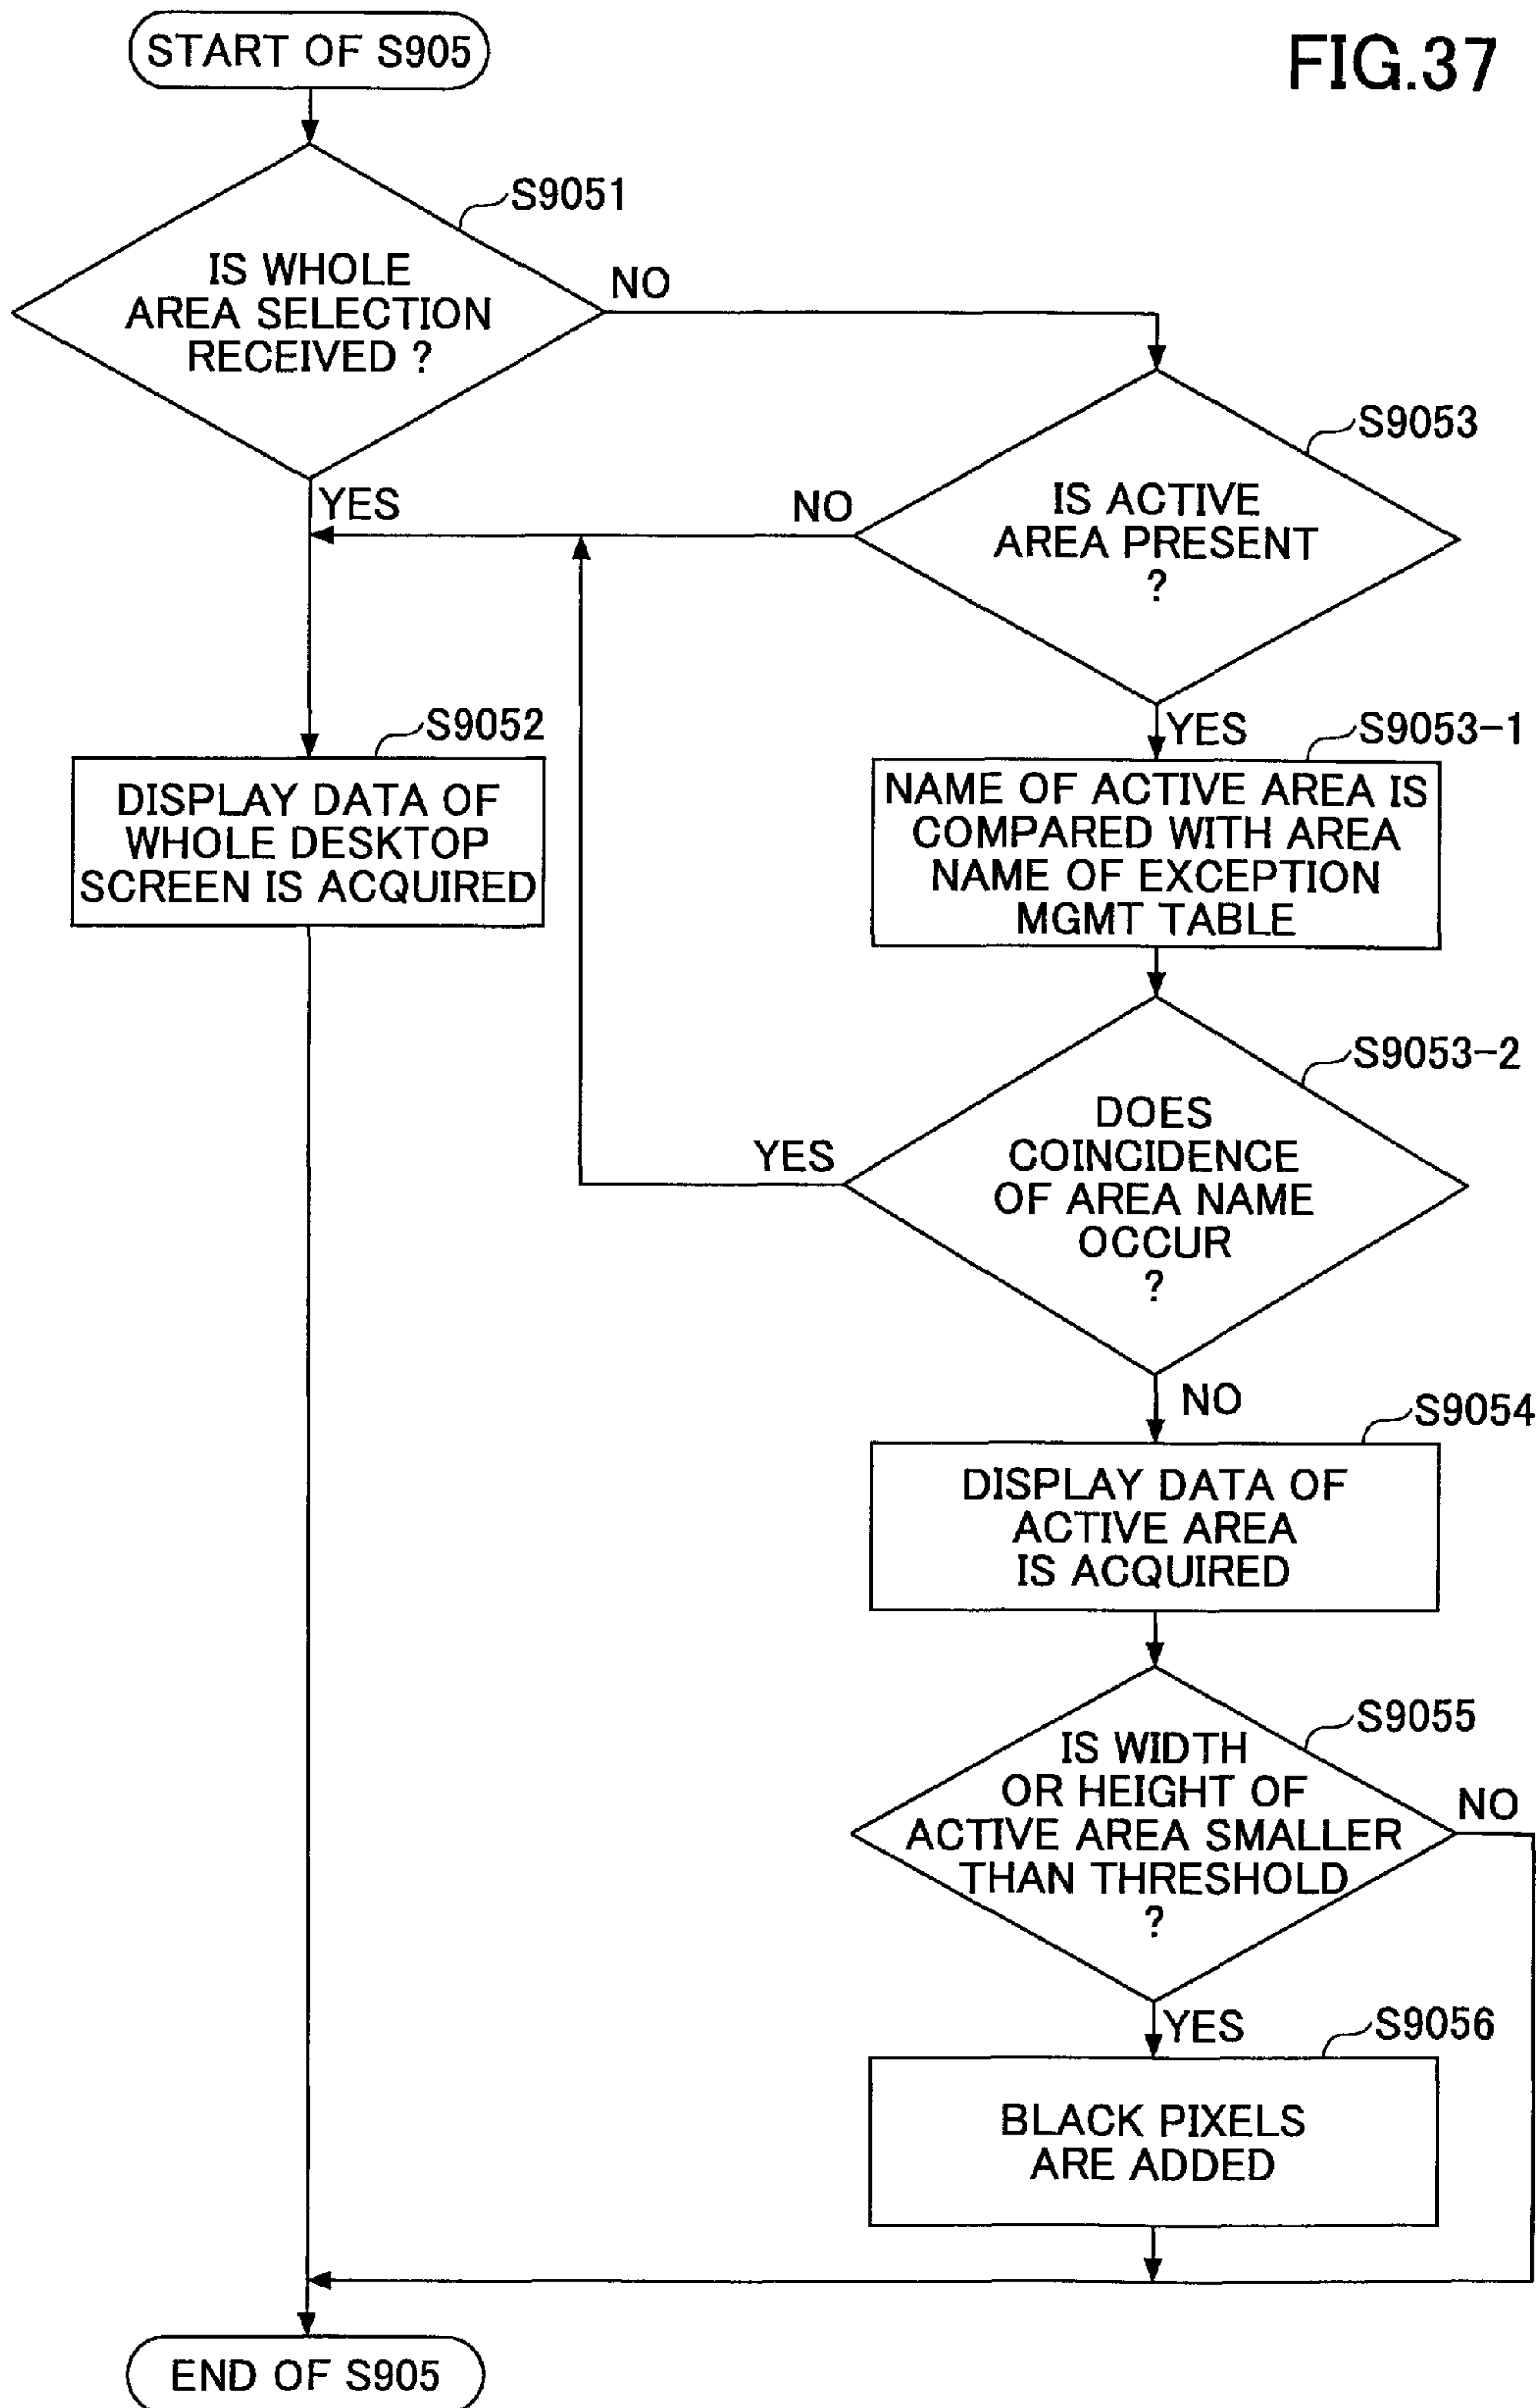 FIG.37
START OF S905
S9051
IS WHOLE
AREA SELECTION
RECEIVED ?
NO
YES
S9053
IS ACTIVE
AREA PRESENT
?
NO
YES
S9052
DISPLAY DATA OF
WHOLE DESKTOP
SCREEN IS ACQUIRED
S9053-1
NAME OF ACTIVE AREA IS
COMPARED WITH AREA
NAME OF EXCEPTION
MGMT TABLE
S9053-2
DOES
COINCIDENCE
OF AREA NAME
OCCUR
?
YES
NO
S9054
DISPLAY DATA OF
ACTIVE AREA
IS ACQUIRED
S9055
IS WIDTH
OR HEIGHT OF
ACTIVE AREA SMALLER
THAN THRESHOLD
?
NO
YES
S9056
BLACK PIXELS
ARE ADDED
END OF S905